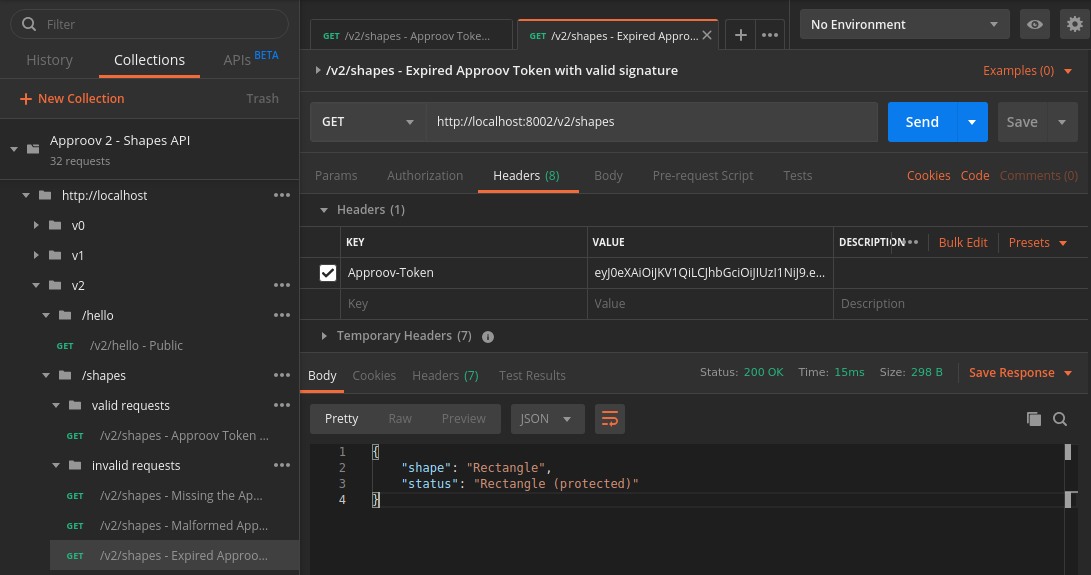 Filter
History
Collections
APIs BETA
+ New Collection
Trash
Approov 2 - Shapes API
32 requests
http://localhost
v0
v1
v2
/hello
GET /v2/hello - Public
/shapes
valid requests
GET /v2/shapes - Approov Token ...
invalid requests
GET /v2/shapes - Missing the Ap...
GET /v2/shapes - Malformed App...
GET /v2/shapes - Expired Approo...
GET /v2/shapes - Approov Toke...
GET /v2/shapes - Expired Appro...
No Environment
/v2/shapes - Expired Approov Token with valid signature
Examples (0)
GET
http://localhost:8002/v2/shapes
Send
Save
Params
Authorization
Headers (8)
Body
Pre-request Script
Tests
Cookies
Code
Comments (0)
Headers (1)
KEY
VALUE
DESCRIPTION
Bulk Edit
Presets
Approov-Token
eyJ0eXAiOiJKV1QiLCJhbGciOiJIUzI1NiJ9.e...
Key
Value
Description
Temporary Headers (7)
Body
Cookies
Headers (7)
Test Results
Status: 200 OK
Time: 15ms
Size: 298 B
Save Response
Pretty
Raw
Preview
JSON
1 {
2 "shape": "Rectangle",
3 "status": "Rectangle (protected)"
4 }